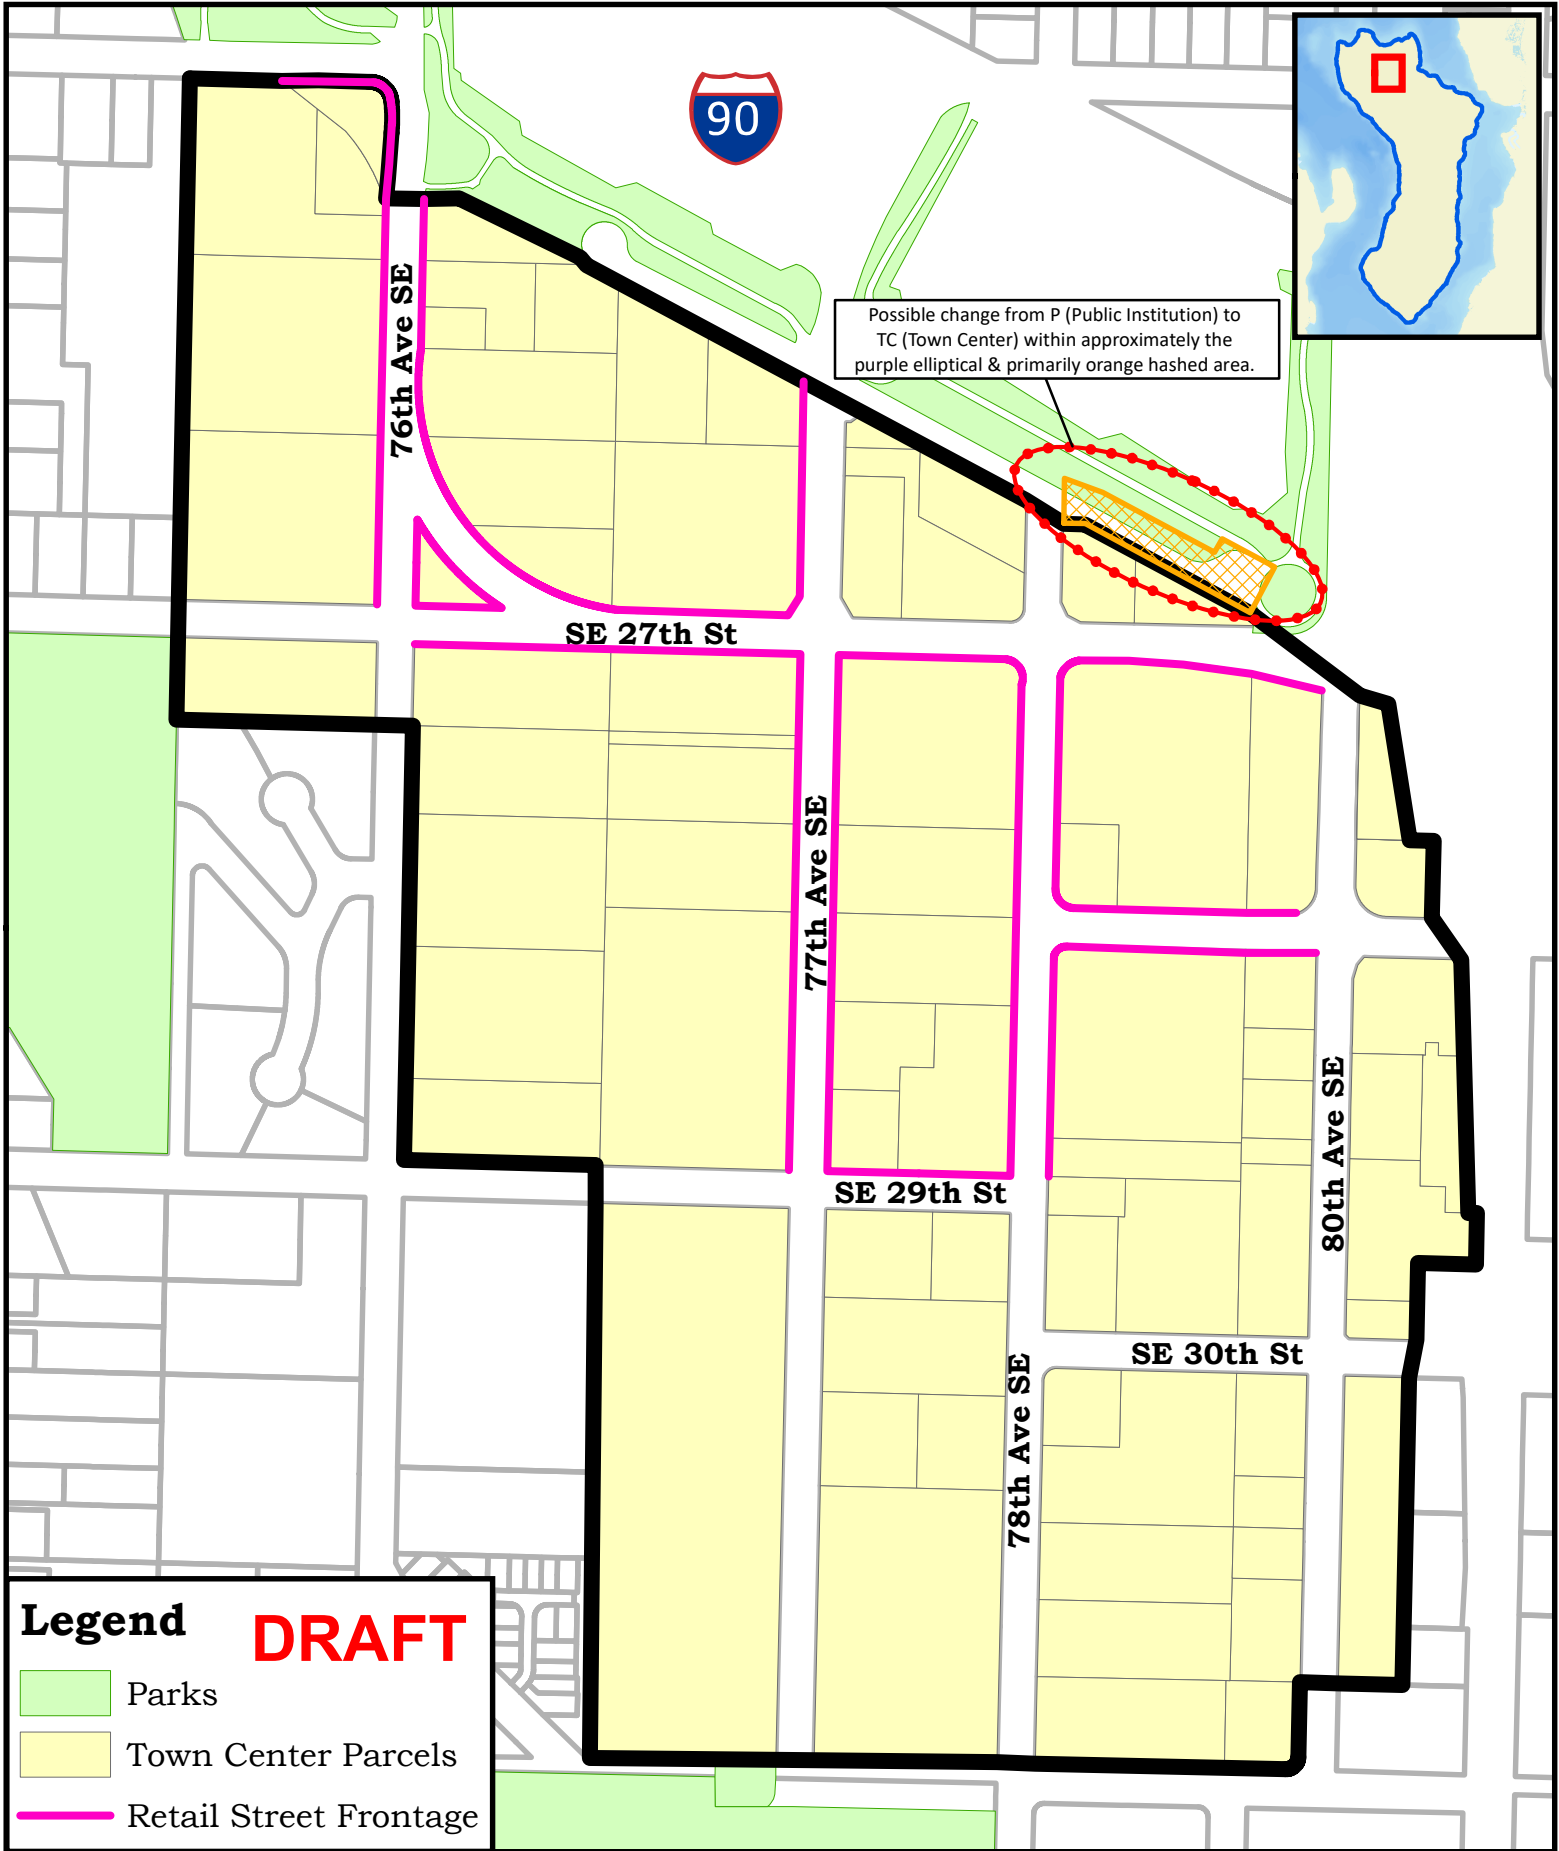 90
Possible change from P (Public Institution) to
TC (Town Center) within approximately the
purple elliptical & primarily orange hashed area.
76th Ave SE
SE 27th St
77th Ave SE
SE 29th St
80th Ave SE
SE 30th St
78th Ave SE
Legend
DRAFT
Parks
Town Center Parcels
Retail Street Frontage